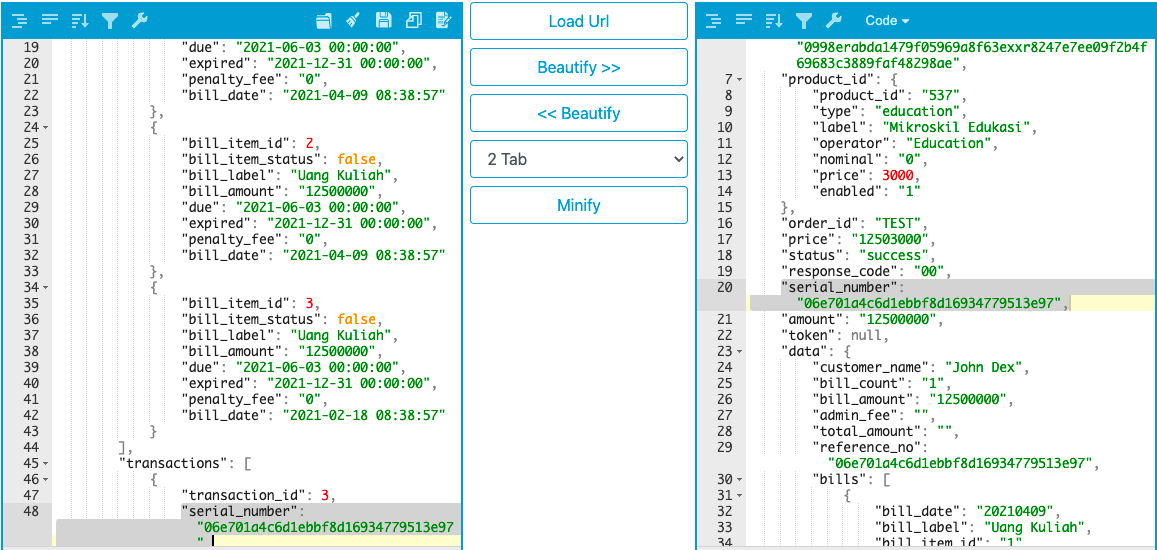 19 "due": "2021-06-03 00:00:00",
20 "expired": "2021-12-31 00:00:00",
21 "penalty_fee": "0",
22 "bill_date": "2021-04-09 08:38:57"
23 },
24 {
25 "bill_item_id": 2,
26 "bill_item_status": false,
27 "bill_label": "Uang Kuliah",
28 "bill_amount": "12500000",
29 "due": "2021-06-03 00:00:00",
30 "expired": "2021-12-31 00:00:00",
31 "penalty_fee": "0",
32 "bill_date": "2021-04-09 08:38:57"
33 },
34 {
35 "bill_item_id": 3,
36 "bill_item_status": false,
37 "bill_label": "Uang Kuliah",
38 "bill_amount": "12500000",
39 "due": "2021-06-03 00:00:00",
40 "expired": "2021-12-31 00:00:00",
41 "penalty_fee": "0",
42 "bill_date": "2021-02-18 08:38:57"
43 }
44 ],
45 "transactions": [
46 {
47 "transaction_id": 3,
48 "serial_number":
"06e701a4c6d1ebbf8d16934779513e97
"
Load Url
Beautify >>
<< Beautify
2 Tab
Minify
Code
"0998erabda1479f05969a8f63exxr8247e7ee09f2b4f
69683c3889faf48298ae",
7 "product_id": {
8 "product_id": "537",
9 "type": "education",
10 "label": "Mikroskil Edukasi",
11 "operator": "Education",
12 "nominal": "0",
13 "price": 3000,
14 "enabled": "1"
15 },
16 "order_id": "TEST",
17 "price": "12503000",
18 "status": "success",
19 "response_code": "00",
20 "serial_number":
"06e701a4c6d1ebbf8d16934779513e97",
21 "amount": "12500000",
22 "token": null,
23 "data": {
24 "customer_name": "John Dex",
25 "bill_count": "1",
26 "bill_amount": "12500000",
27 "admin_fee": "",
28 "total_amount": "",
29 "reference_no":
"06e701a4c6d1ebbf8d16934779513e97",
30 "bills": [
31 {
32 "bill_date": "20210409",
33 "bill_label": "Uang Kuliah",
34 "bill_item_id": "1"